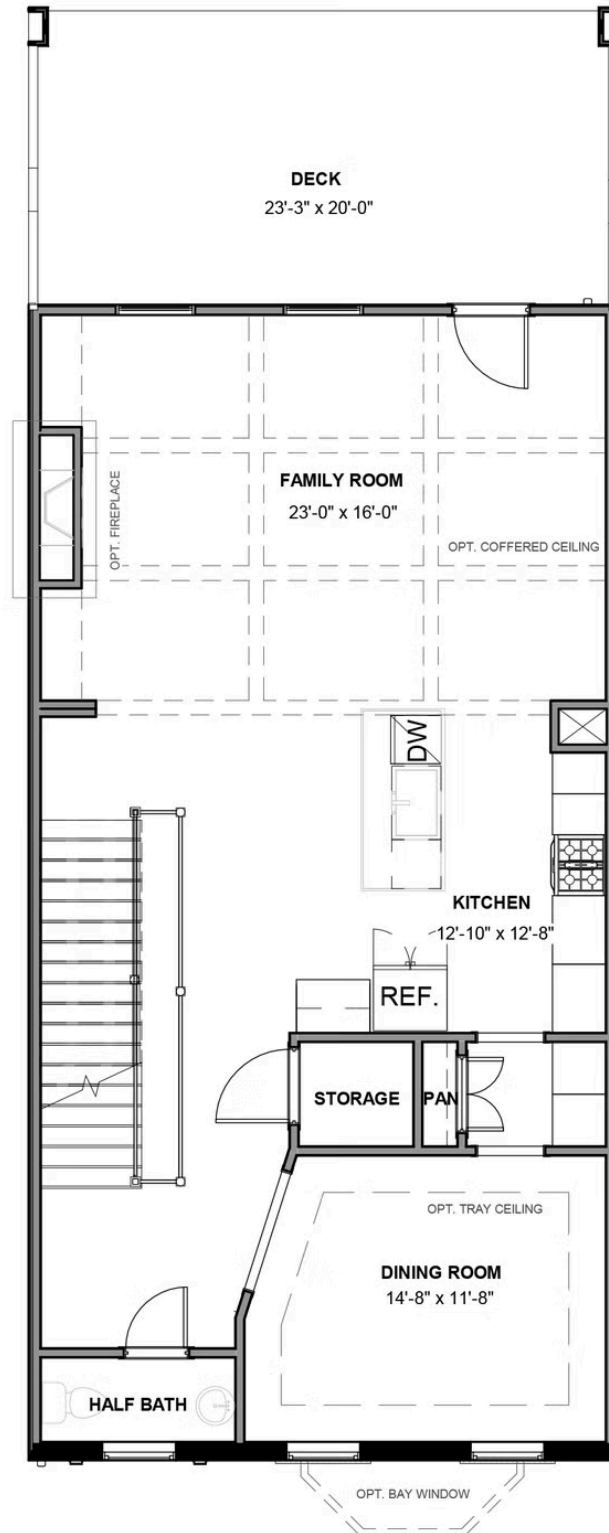 DECK
23'-3" x 20'-0"
FAMILY ROOM
23'-0" x 16'-0"
OPT. FIREPLACE
OPT. COFFERED CEILING
DW
KITCHEN
12'-10" x 12'-8"
REF.
STORAGE
PAN
OPT. TRAY CEILING
DINING ROOM
14'-8" x 11'-8"
HALF BATH
OPT. BAY WINDOW